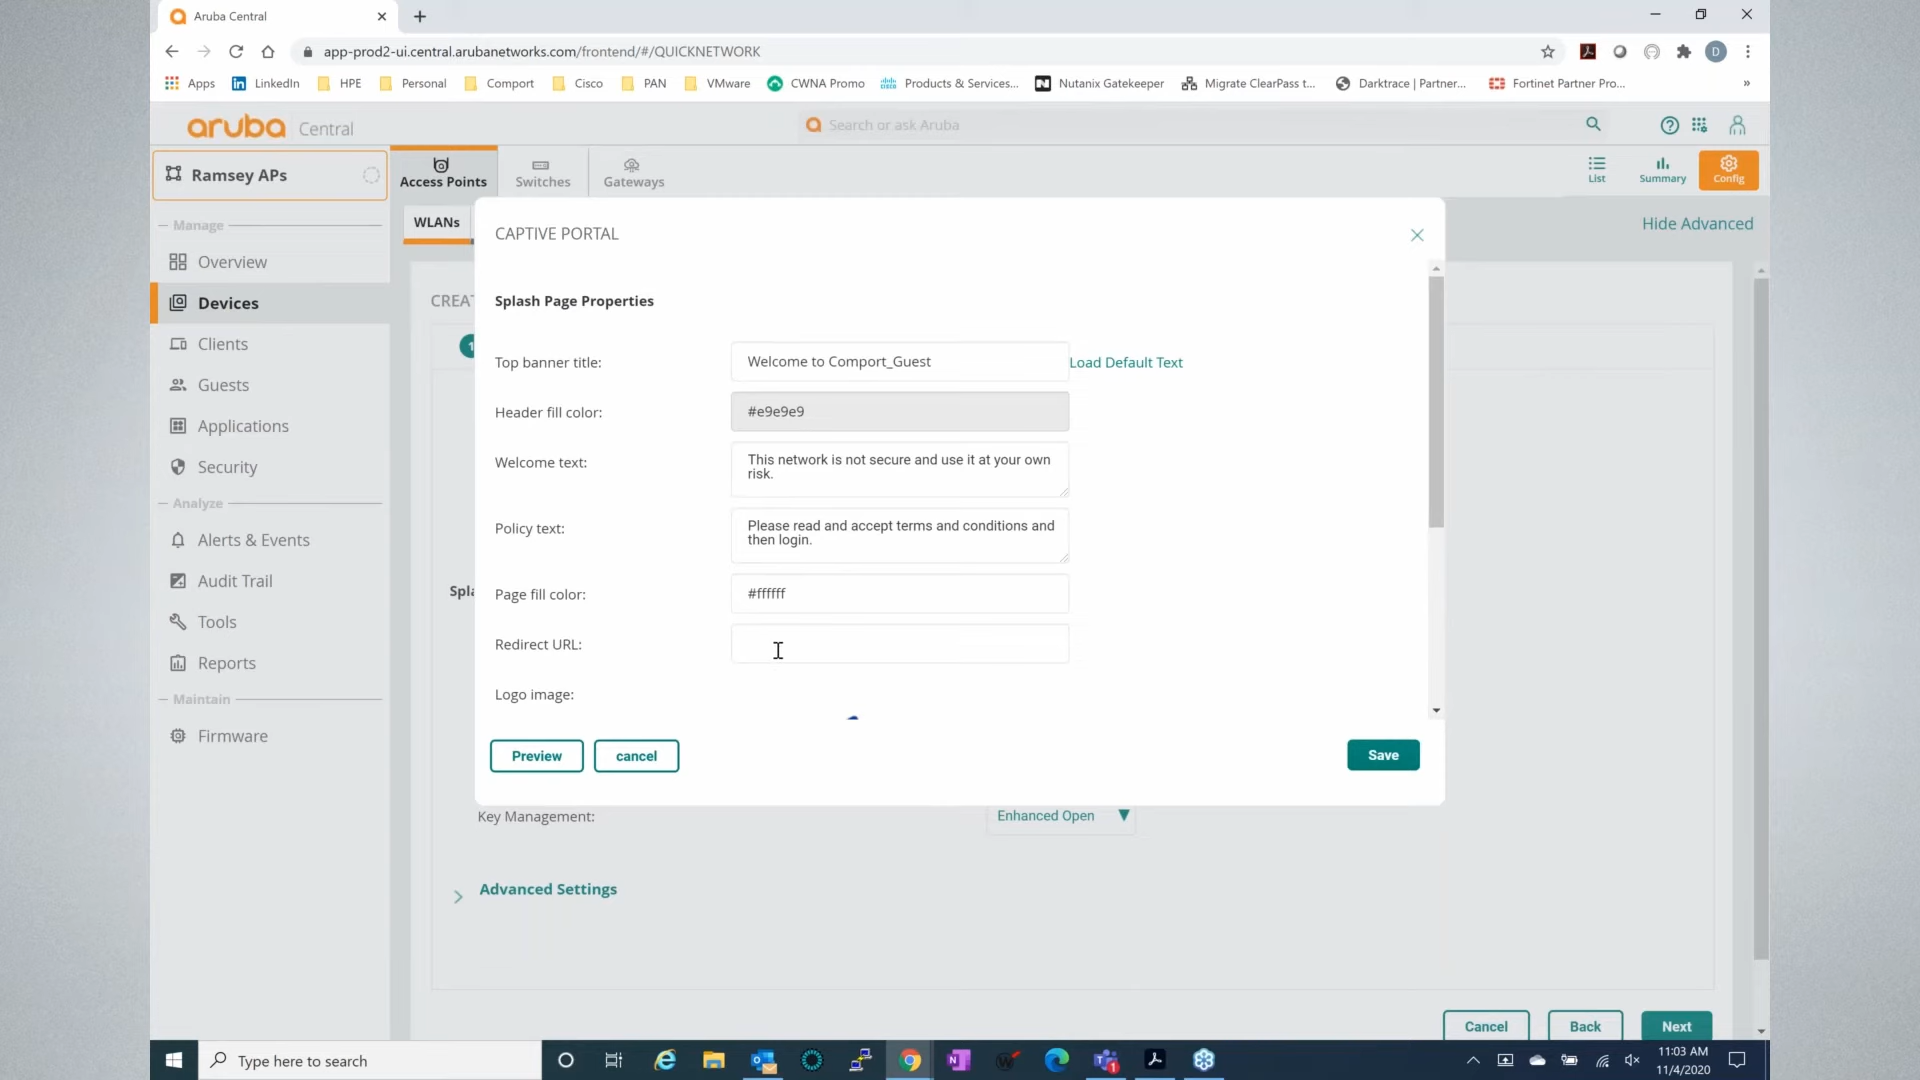 Aruba Central
app-prod2-ui.central.arubanetworks.com/frontend/#/QUICKNETWORK
D
Apps
LinkedIn
HPE
Personal
Comport
Cisco
PAN
VMware
CWNA Promo
Products & Services...
Nutanix Gatekeeper
Migrate ClearPass t...
Darktrace | Partner...
Fortinet Partner Pro...
»
aruba Central
Search or ask Aruba
Ramsey APs
Access Points
Switches
Gateways
List
Summary
Config
Manage
WLANs
Hide Advanced
CAPTIVE PORTAL
Overview
Devices
CREAT
Splash Page Properties
Clients
1
Top banner title:
Welcome to Comport_Guest
Load Default Text
Guests
Header fill color:
#e9e9e9
Applications
Welcome text:
This network is not secure and use it at your own
risk.
Security
Analyze
Policy text:
Please read and accept terms and conditions and
then login.
Alerts & Events
Audit Trail
Spla
Page fill color:
#ffffff
Tools
Redirect URL:
Reports
Logo image:
Maintain
Firmware
Preview
cancel
Save
Key Management:
Enhanced Open
Advanced Settings
Cancel
Back
Next
Type here to search
11:03 AM
11/4/2020